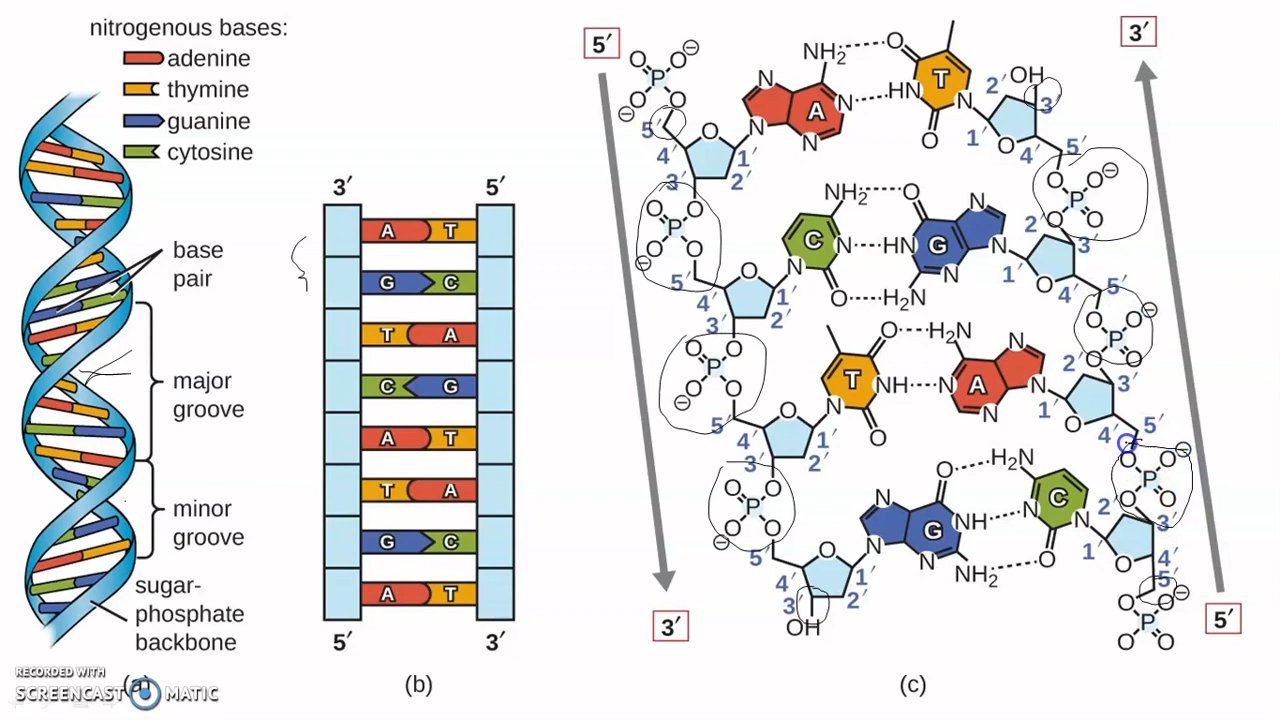 nitrogenous bases:
adenine
thymine
guanine
cytosine
base
pair
major
groove
minor
groove
sugar-
phosphate
backbone
(a)
RECORDED WITH
SCREENCAST MATIC
3′ 5′
A T
G C
T A
C G
A T
T A
G C
A T
5′ 3′
(b)
5′ 3′
O P O O O 5′ 4′ O 1′ 2′ 3′
N N N N NH₂ A
O HN O N T
OH 2′ 3′ 1′ O 4′ 5′
O P O O O 5′ 4′ O 1′ 2′ 3′
NH₂ N N O C
O HN H₂N N N N G
O P O O O 2′ 3′ 1′ O 4′ 5′
O P O O O 5′ 4′ O 1′ 2′ 3′
O NH N O T
H₂N N N N N A
O P O O O 2′ 3′ 1′ O 4′ 5′
O P O O O 5′ 4′ O 1′ 2′ 3′ OH
O NH N N N NH₂ G
H₂N N N O C
O P O O O 2′ 3′ 1′ O 4′ 5′
O P O O O
3′ 5′
(c)